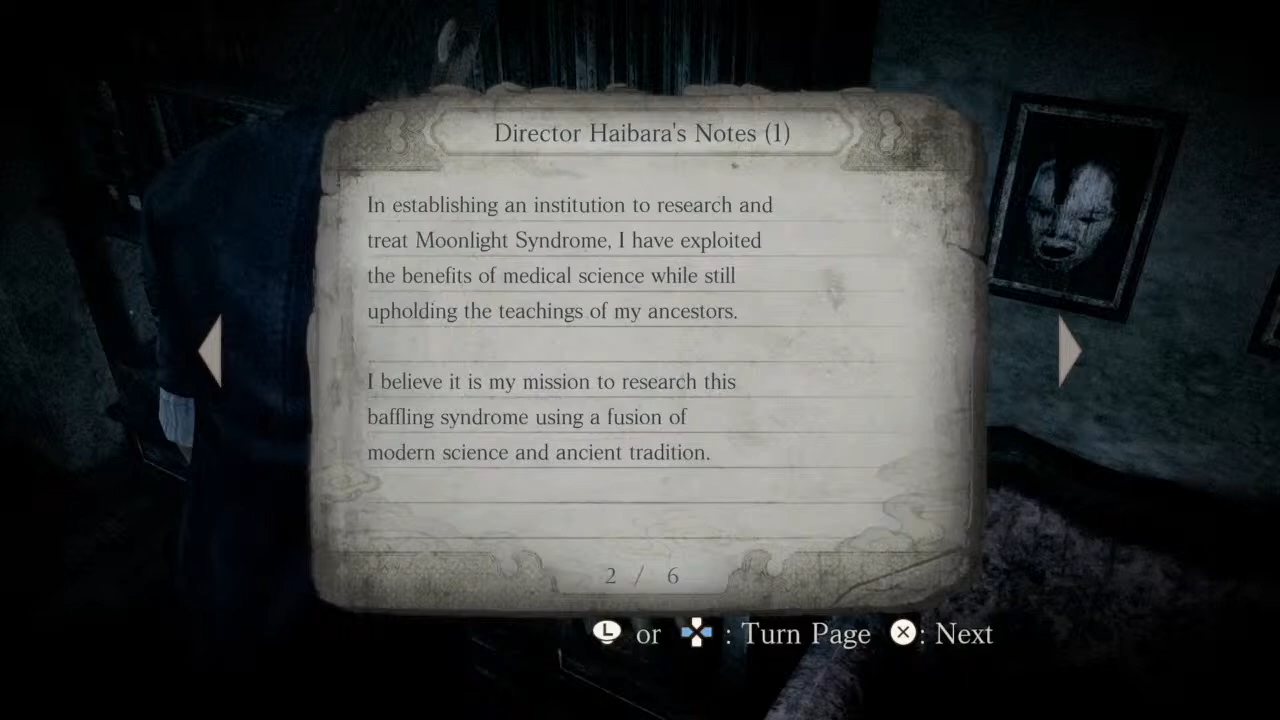 Director Haibara's Notes (1)
In establishing an institution to research and
treat Moonlight Syndrome, I have exploited
the benefits of medical science while still
upholding the teachings of my ancestors.
I believe it is my mission to research this
baffling syndrome using a fusion of
modern science and ancient tradition.
2 / 6
L or : Turn Page X: Next